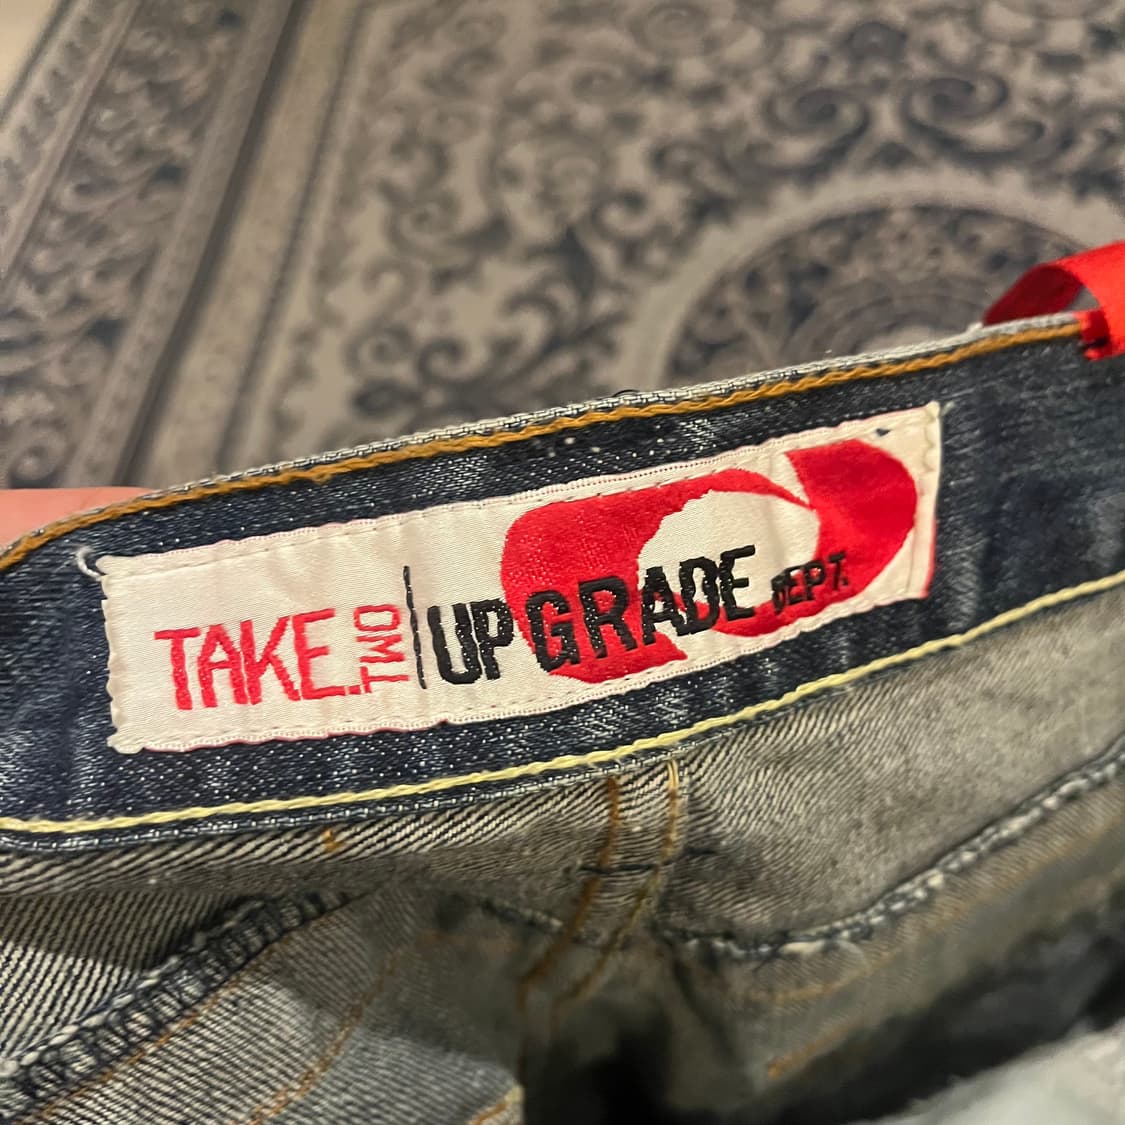 TAKE. TWO | UPGRADE DEPT.